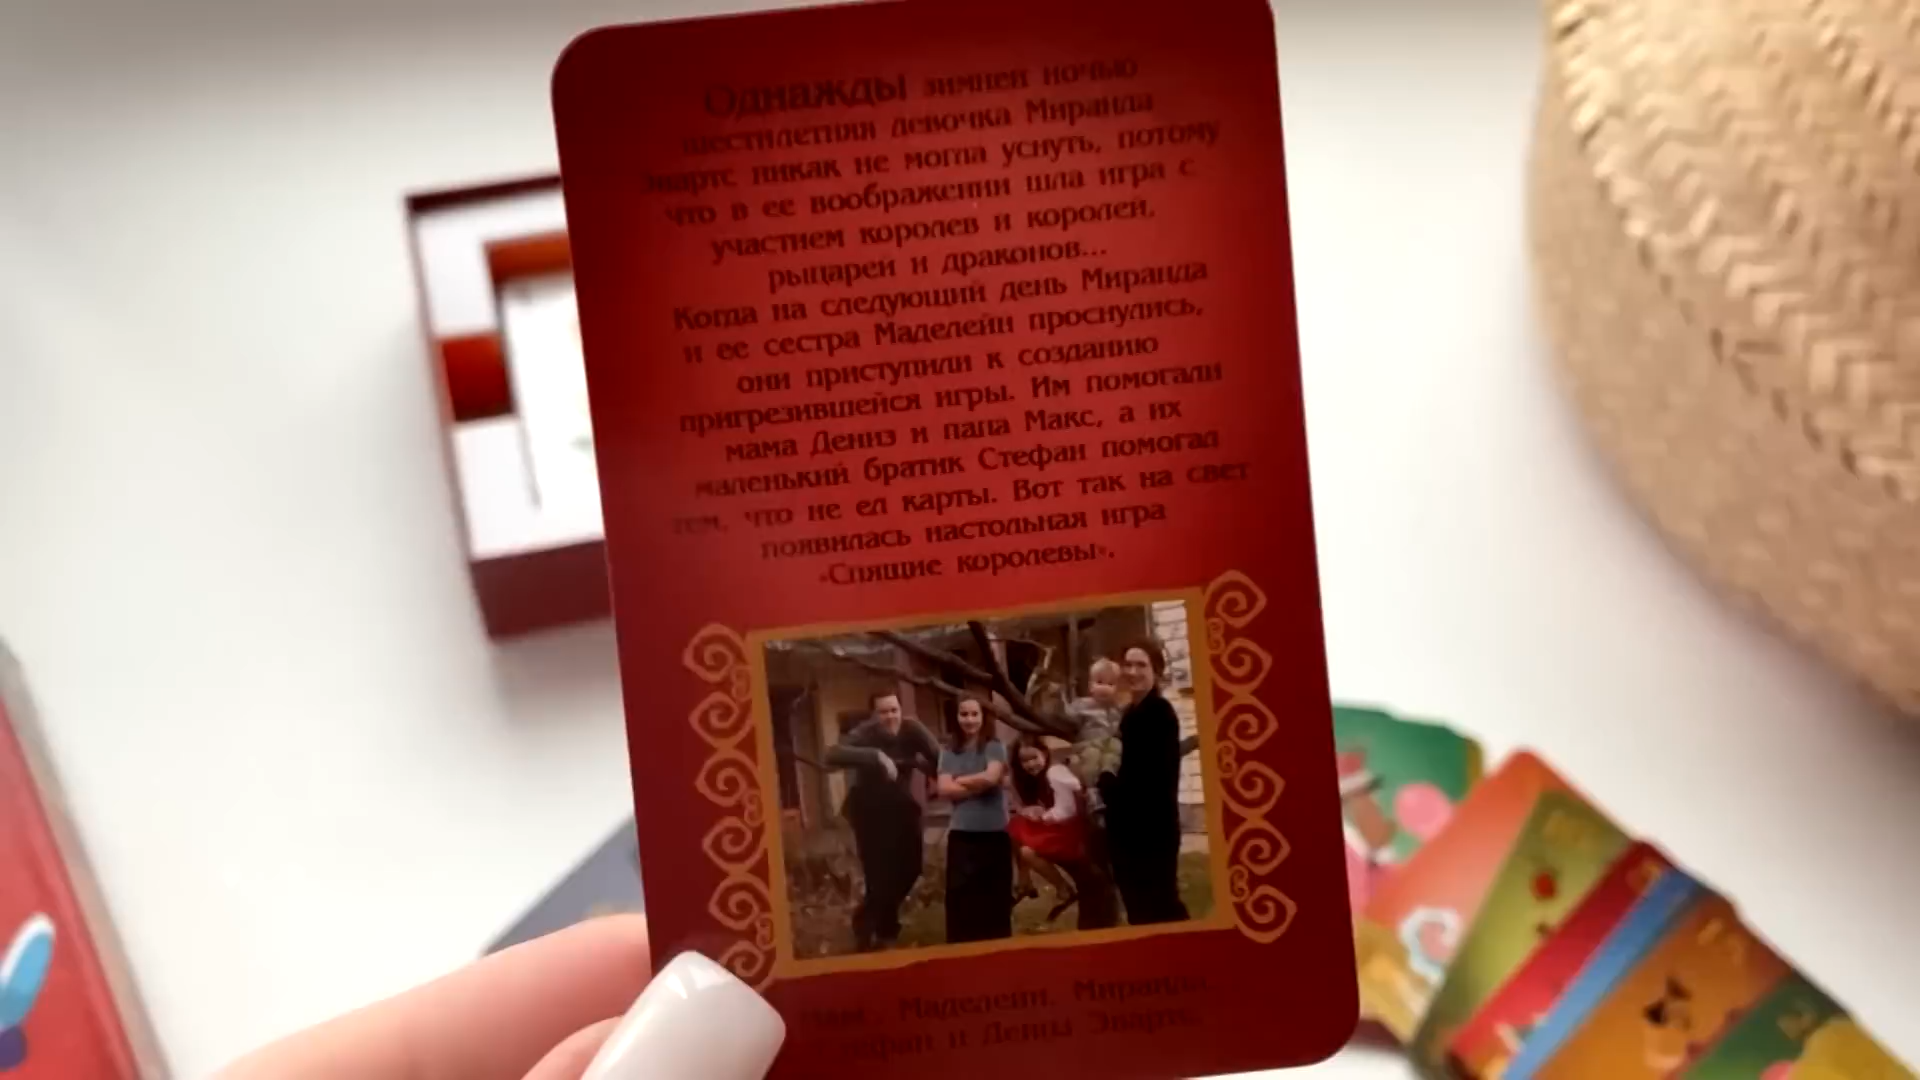 Однажды зимней ночью
шестилетняя девочка Миранда
Эвартс никак не могла уснуть, потому
что в ее воображении шла игра с
участием королев и королей,
рыцарей и драконов...
Когда на следующий день Миранда
и ее сестра Маделейн проснулись,
они приступили к созданию
пригрезившейся игры. Им помогали
мама Дениз и папа Макс, а их
маленький братик Стефан помогал
тем, что не ел карты. Вот так на свет
появилась настольная игра
«Спящие королевы».
Маделейн, Миранда,
Стефан и Дениз Эвартс.